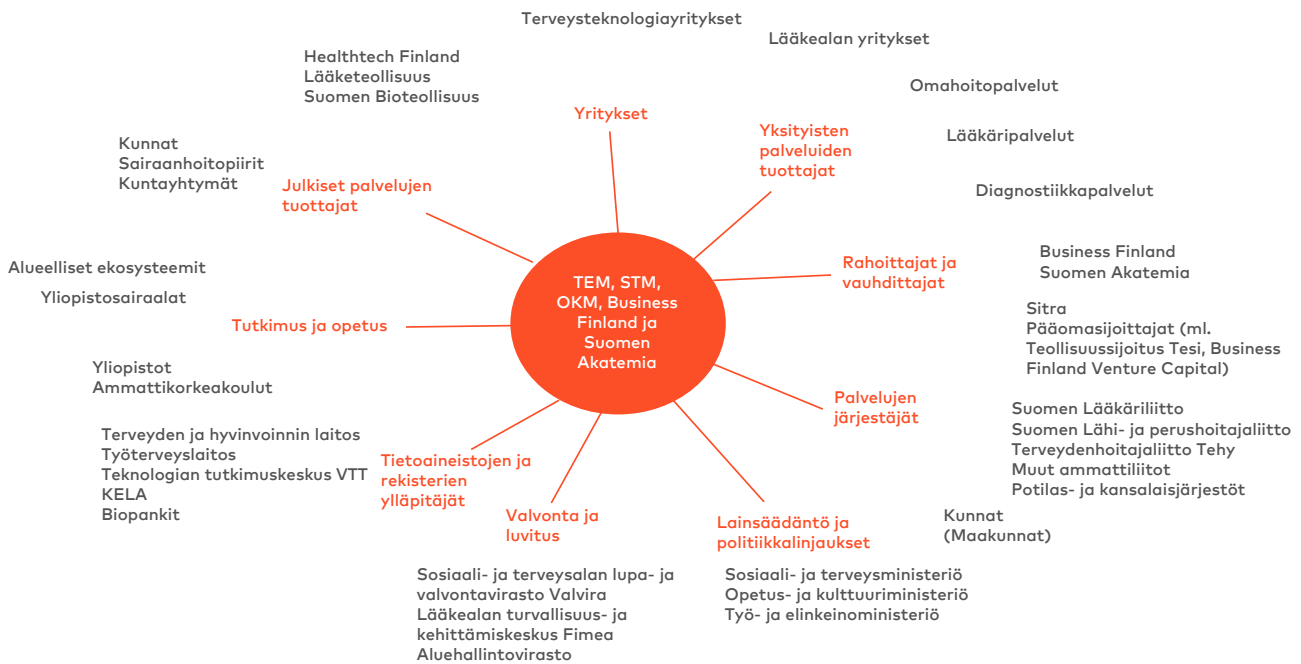 Terveysteknologiayritykset
Lääkealan yritykset
Healthtech Finland
Lääketeollisuus
Suomen Bioteollisuus
Omahoitopalvelut
Yritykset
Yksityisten
palveluiden
tuottajat
Lääkäripalvelut
Kunnat
Sairaanhoitopiirit
Kuntayhtymät
Julkiset palvelujen
tuottajat
Diagnostiikkapalvelut
Alueelliset ekosysteemit
Yliopistosairaalat
Tutkimus ja opetus
TEM, STM,
OKM, Business
Finland ja
Suomen
Akatemia
Rahoittajat ja
vauhdittajat
Business Finland
Suomen Akatemia
Sitra
Pääomasijoittajat (ml.
Teollisuussijoitus Tesi, Business
Finland Venture Capital)
Yliopistot
Ammattikorkeakoulut
Palvelujen
järjestäjät
Suomen Lääkäriliitto
Suomen Lähi- ja perushoitajaliitto
Terveydenhoitajaliitto Tehy
Muut ammattiliitot
Potilas- ja kansalaisjärjestöt
Terveyden ja hyvinvoinnin laitos
Työterveyslaitos
Teknologian tutkimuskeskus VTT
KELA
Biopankit
Tietoaineistojen ja
rekisterien
ylläpitäjät
Valvonta ja
luvitus
Lainsäädäntö ja
politiikkalinjaukset
Kunnat
(Maakunnat)
Sosiaali- ja terveysalan lupa- ja
valvontavirasto Valvira
Lääkealan turvallisuus- ja
kehittämiskeskus Fimea
Aluehallintovirasto
Sosiaali- ja terveysministeriö
Opetus- ja kulttuuriministeriö
Työ- ja elinkeinoministeriö